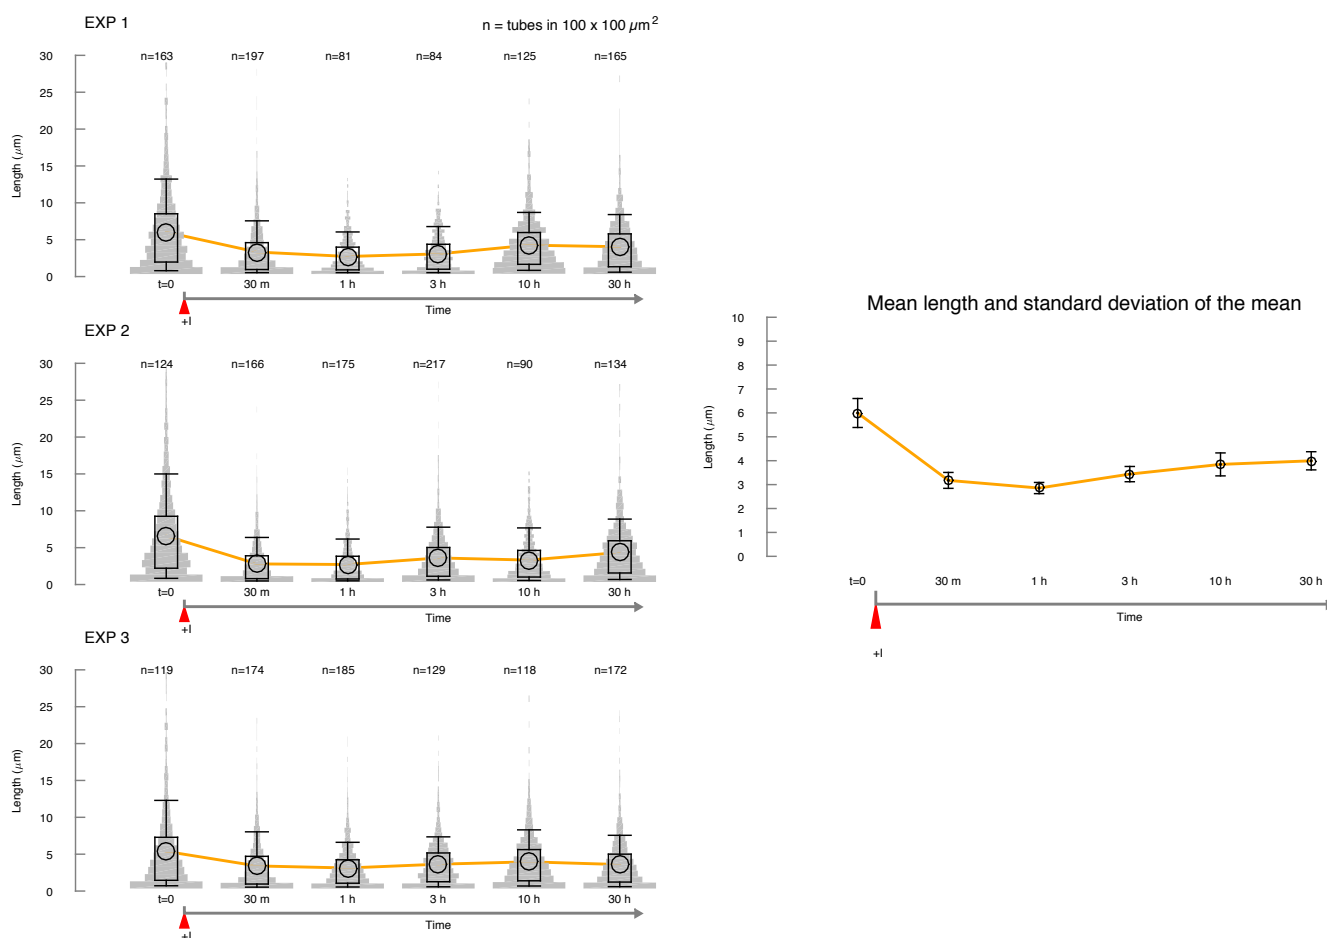 EXP 1
n = tubes in 100 x 100 µm²
n=163 n=197 n=81 n=84 n=125 n=165
30
25
20
15
10
5
0
Length (µm)
t=0 30 m 1 h 3 h 10 h 30 h
Time
+I
EXP 2
n=124 n=166 n=175 n=217 n=90 n=134
30
25
20
15
10
5
0
Length (µm)
t=0 30 m 1 h 3 h 10 h 30 h
Time
+I
EXP 3
n=119 n=174 n=185 n=129 n=118 n=172
30
25
20
15
10
5
0
Length (µm)
t=0 30 m 1 h 3 h 10 h 30 h
Time
+I
Mean length and standard deviation of the mean
10
9
8
7
6
5
4
3
2
1
0
Length (µm)
t=0 30 m 1 h 3 h 10 h 30 h
Time
+I